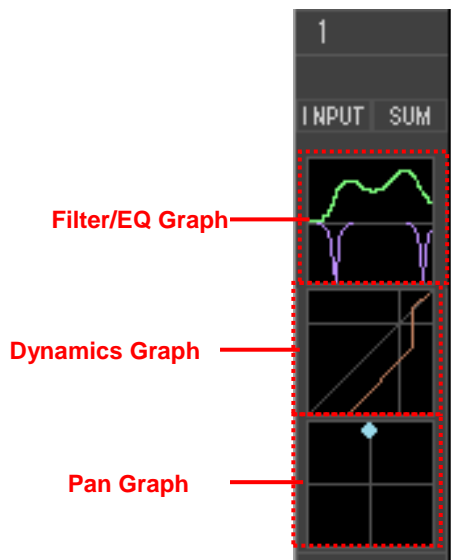 1
INPUT SUM
Filter/EQ Graph
Dynamics Graph
Pan Graph